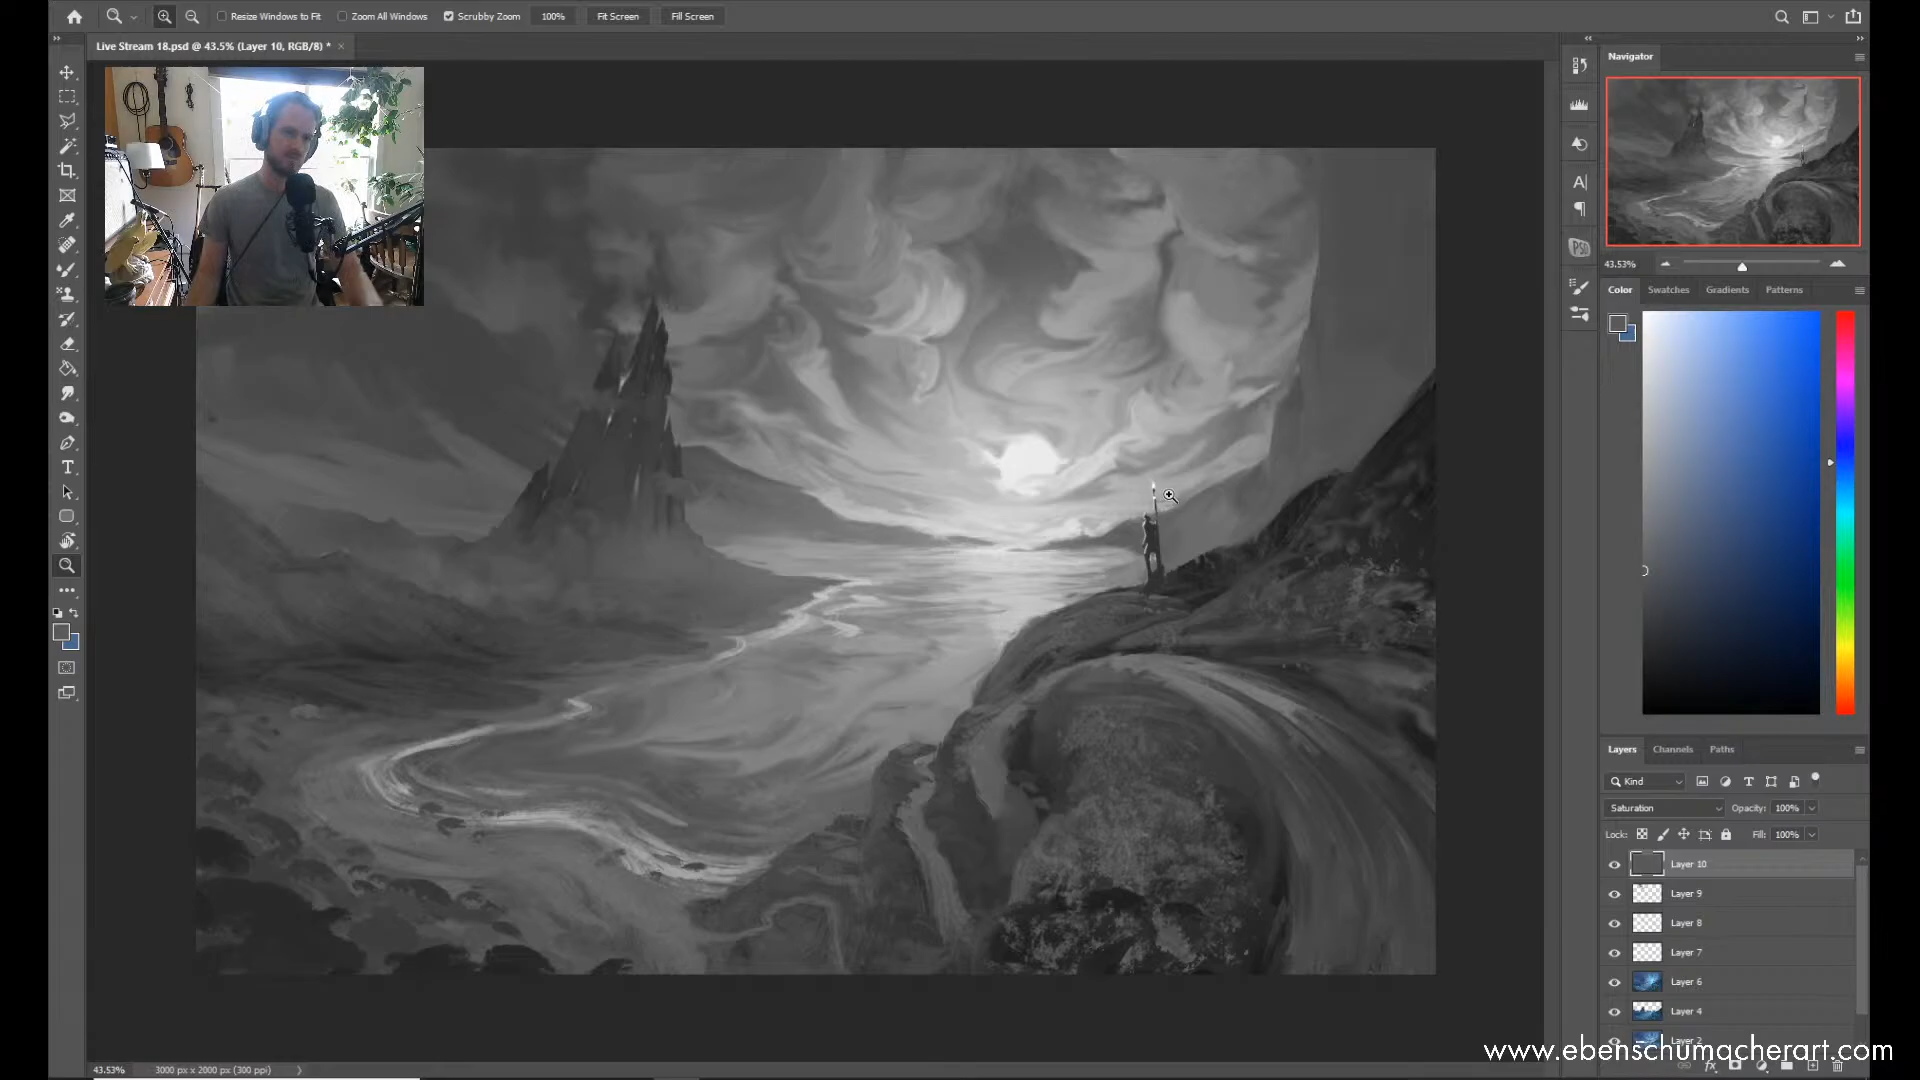 Resize Windows to Fit
Zoom All Windows
Scrubby Zoom
100%
Fit Screen
Fill Screen
Live Stream 18.psd @ 43.5% (Layer 10, RGB/8) *
Navigator
43.53%
Color
Swatches
Gradients
Patterns
Layers
Channels
Paths
Kind
Saturation
Opacity: 100%
Lock:
Fill: 100%
Layer 10
Layer 9
Layer 8
Layer 7
Layer 6
Layer 4
Layer 2
www.ebenschumacherart.com
43.53%
3000 px x 2000 px (300 ppi)